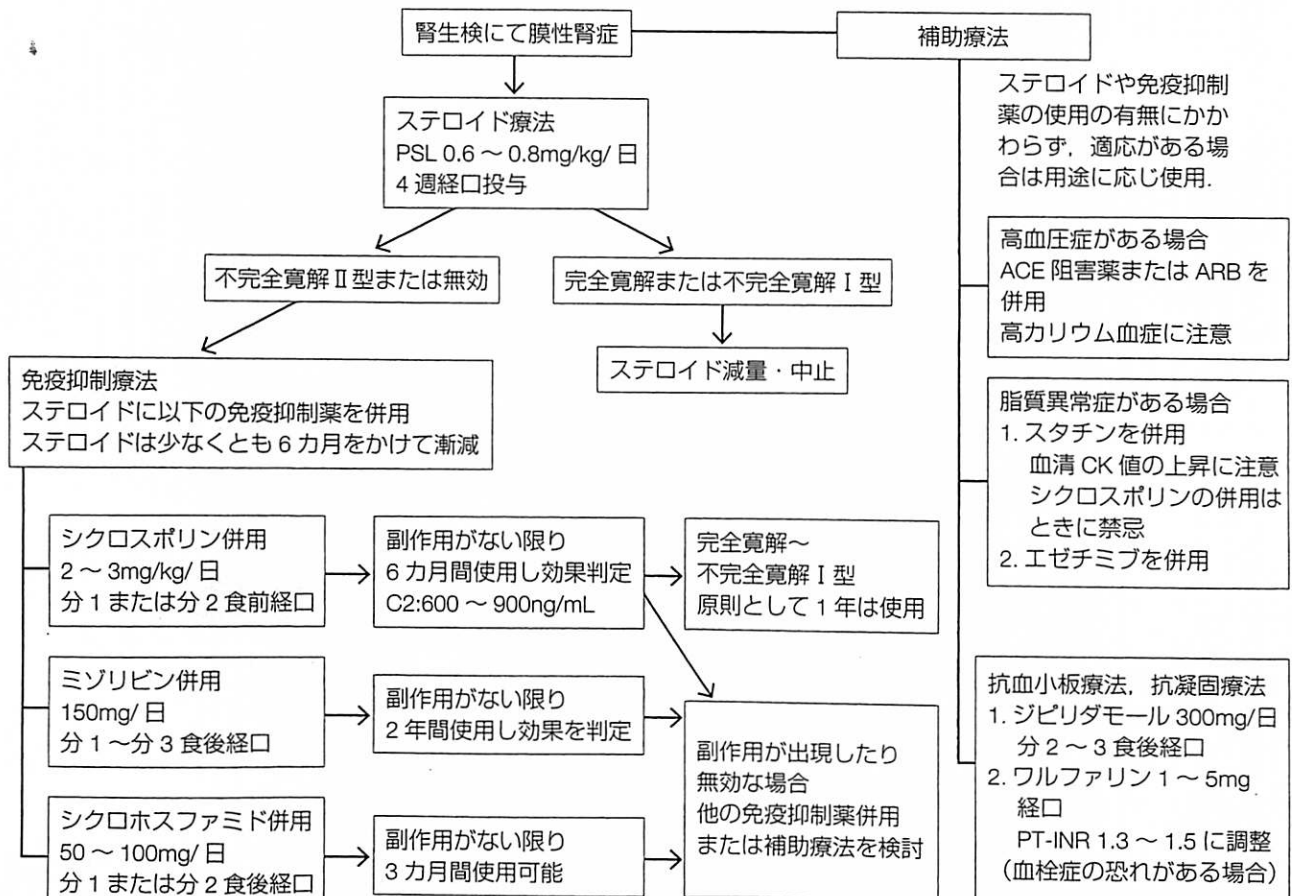 腎生検にて膜性腎症
補助療法
ステロイドや免疫抑制
薬の使用の有無にかか
わらず，適応がある場
合は用途に応じ使用．
ステロイド療法
PSL 0.6 ～ 0.8mg/kg/ 日
4 週経口投与
不完全寛解Ⅱ型または無効
完全寛解または不完全寛解Ⅰ型
ステロイド減量・中止
高血圧症がある場合
ACE 阻害薬または ARB を
併用
高カリウム血症に注意
免疫抑制療法
ステロイドに以下の免疫抑制薬を併用
ステロイドは少なくとも 6 カ月をかけて漸減
脂質異常症がある場合
1. スタチンを併用
血清 CK 値の上昇に注意
シクロスポリンの併用は
ときに禁忌
2. エゼチミブを併用
シクロスポリン併用
2 ～ 3mg/kg/ 日
分 1 または分 2 食前経口
副作用がない限り
6 カ月間使用し効果判定
C2:600 ～ 900ng/mL
完全寛解～
不完全寛解Ⅰ型
原則として 1 年は使用
ミゾリビン併用
150mg/ 日
分 1 ～分 3 食後経口
副作用がない限り
2 年間使用し効果を判定
副作用が出現したり
無効な場合
他の免疫抑制薬併用
または補助療法を検討
シクロホスファミド併用
50 ～ 100mg/ 日
分 1 または分 2 食後経口
副作用がない限り
3 カ月間使用可能
抗血小板療法，抗凝固療法
1. ジピリダモール 300mg/日
分 2 ～ 3 食後経口
2. ワルファリン 1 ～ 5mg
経口
PT-INR 1.3 ～ 1.5 に調整
（血栓症の恐れがある場合）